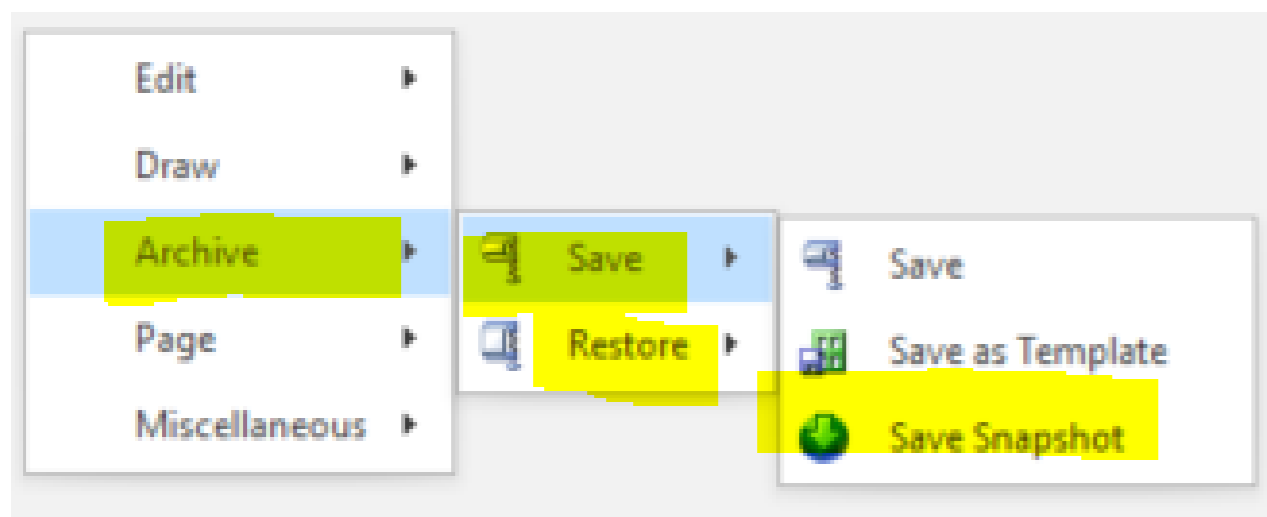 Edit
Draw
Archive
Page
Miscellaneous
Save
Restore
Save
Save as Template
Save Snapshot